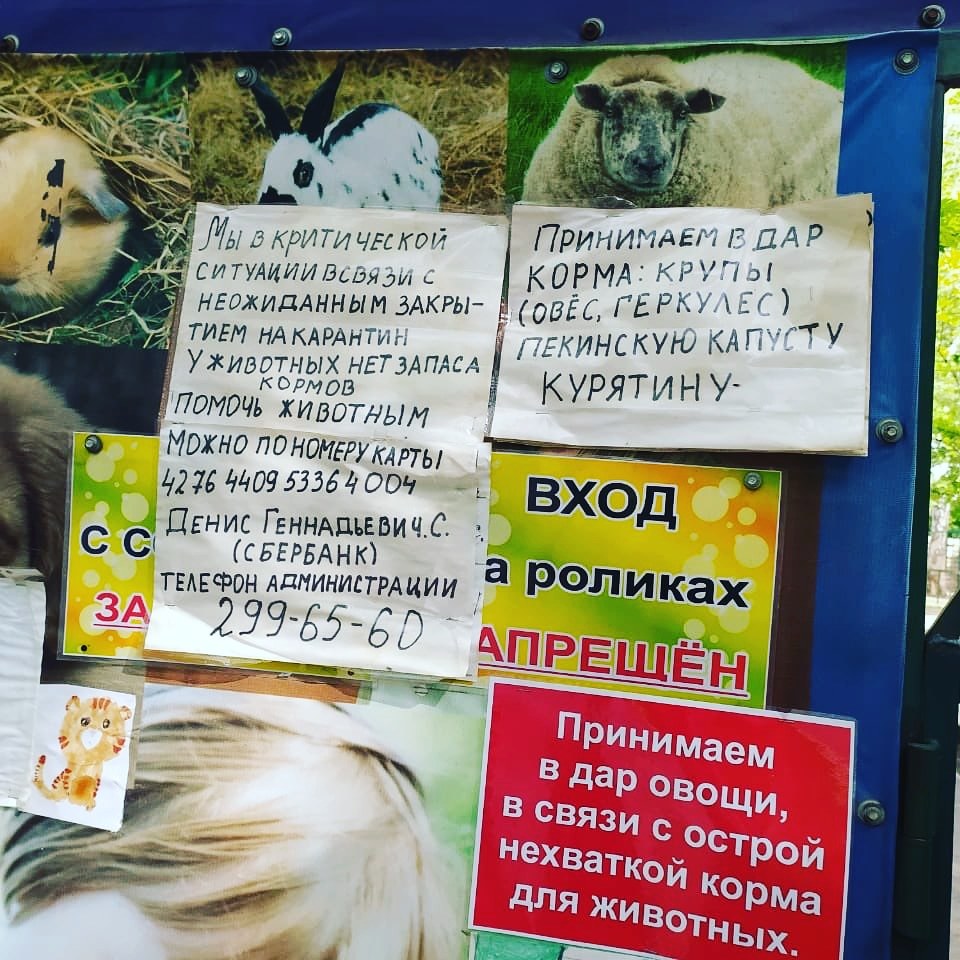 Мы в критической
ситуации всвязи с
неожиданным закры-
тием на карантин
у животных нет запаса
кормов
помочь животным
можно по номеру карты
4276 4409 5336 4004
Денис Геннадьевич.С.
(Сбербанк)
телефон администрации
299-65-60
Принимаем в дар
корма: крупы
(овёс, геркулес)
пекинскую капусту
курятину-
С С
ЗА
ВХОД
а роликах
АПРЕЩЁН
Принимаем
в дар овощи,
в связи с острой
нехваткой корма
для животных.